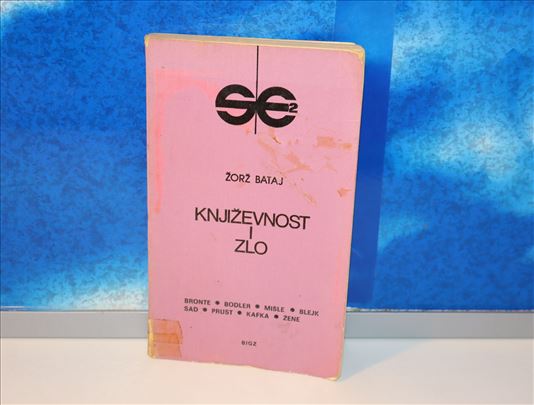 SE2
ŽORŽ BATAJ
KNJIŽEVNOST
I
ZLO
BRONTE • BODLER • MIŠLE • BLEJK
SAD • PRUST • KAFKA • ŽENE
BIGZ